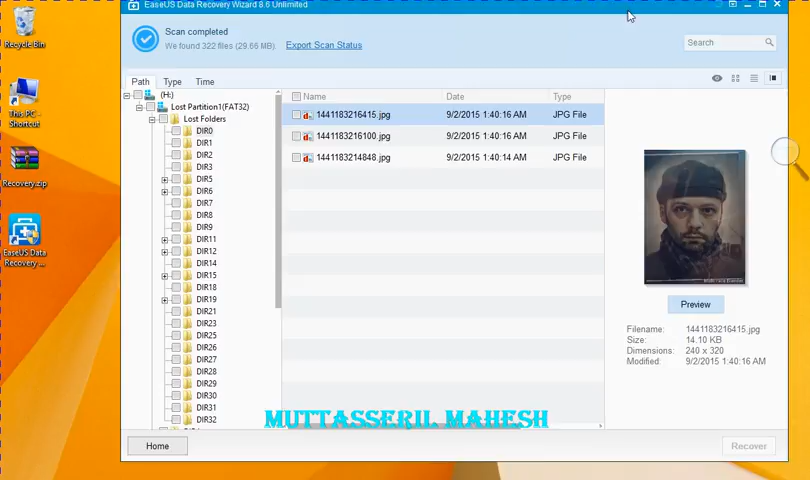 EaseUS Data Recovery Wizard 8.6 Unlimited
Recycle Bin
Scan completed
We found 322 files (29.66 MB).
Export Scan Status
Search
Path
Type
Time
Name
Date
Type
(H:)
Lost Partition1(FAT32)
Lost Folders
DIR0
DIR1
DIR2
DIR3
DIR5
DIR6
DIR7
DIR8
DIR9
DIR11
DIR12
DIR14
DIR15
DIR18
DIR19
DIR21
DIR23
DIR25
DIR26
DIR27
DIR28
DIR29
DIR30
DIR31
DIR32
1441183216415.jpg 9/2/2015 1:40:16 AM JPG File
1441183216100.jpg 9/2/2015 1:40:16 AM JPG File
1441183214848.jpg 9/2/2015 1:40:14 AM JPG File
This PC -
Shortcut
Recovery.zip
EaseUS Data
Recovery ...
Preview
Filename: 1441183216415.jpg
Size: 14.10 KB
Dimensions: 240 x 320
Modified: 9/2/2015 1:40:16 AM
MUTTASSERIL MAHESH
Home
Recover